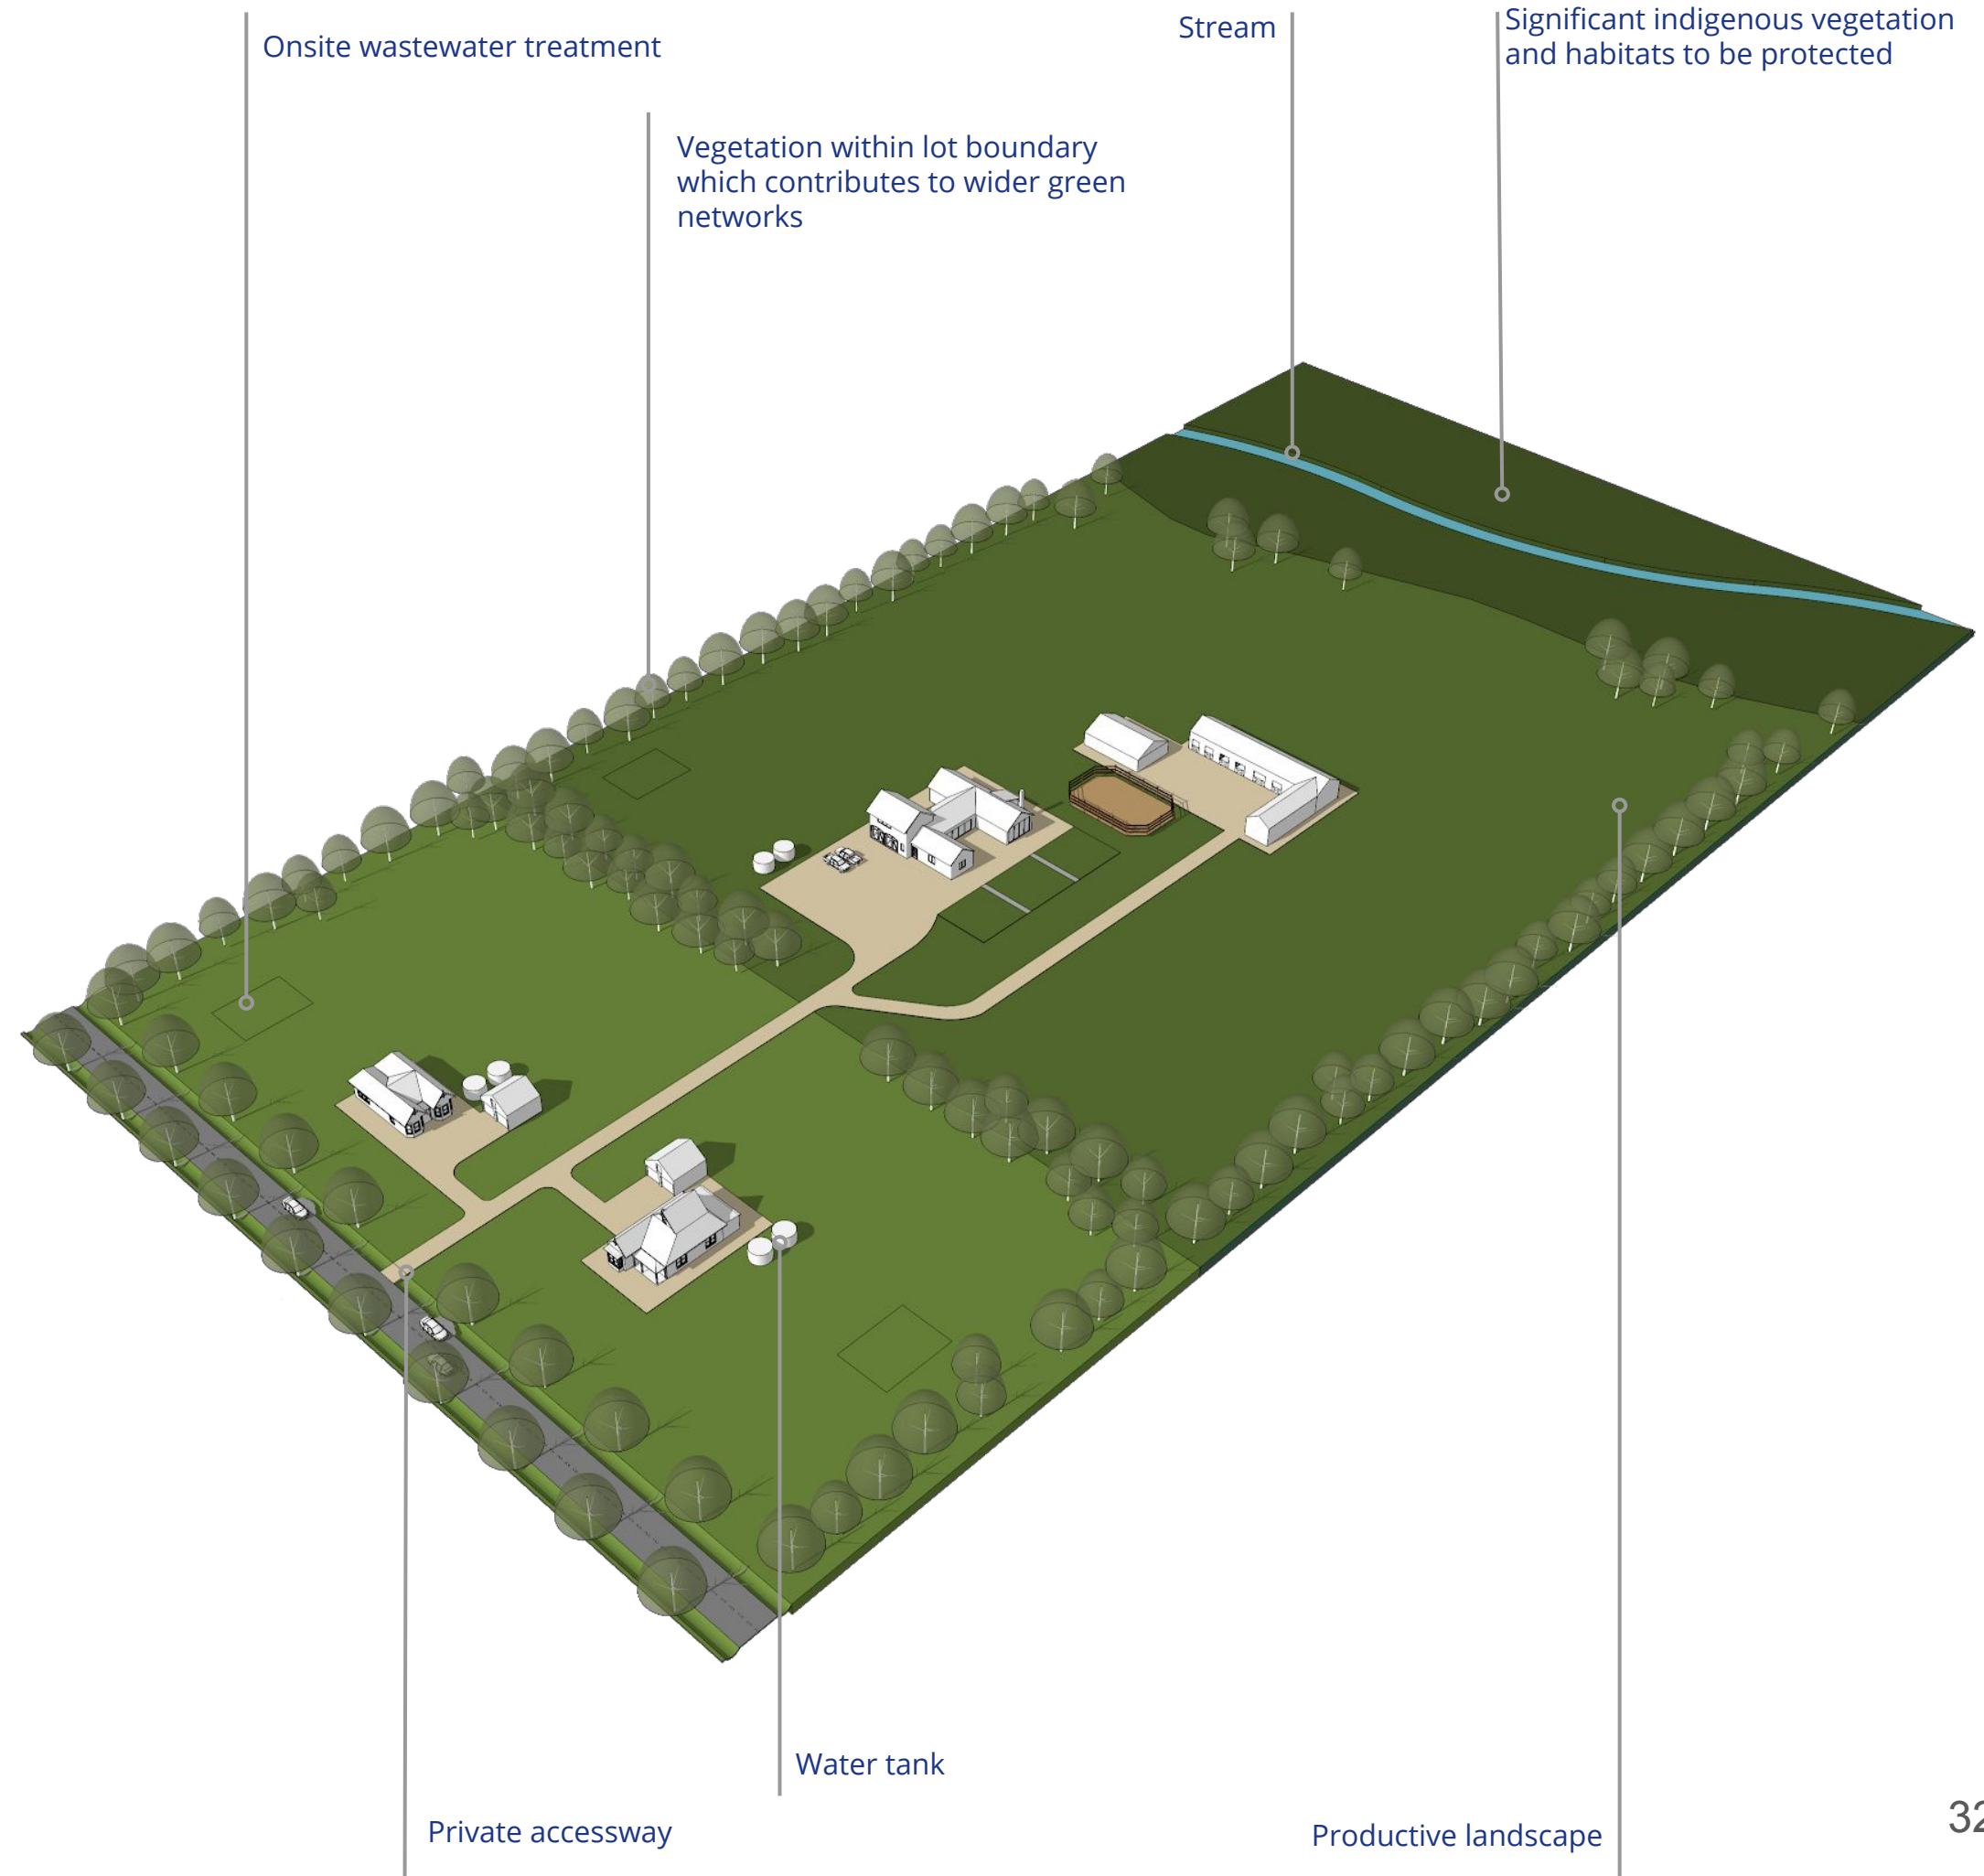 Onsite wastewater treatment
Stream
Significant indigenous vegetation
and habitats to be protected
Vegetation within lot boundary
which contributes to wider green
networks
Water tank
Private accessway
Productive landscape
32